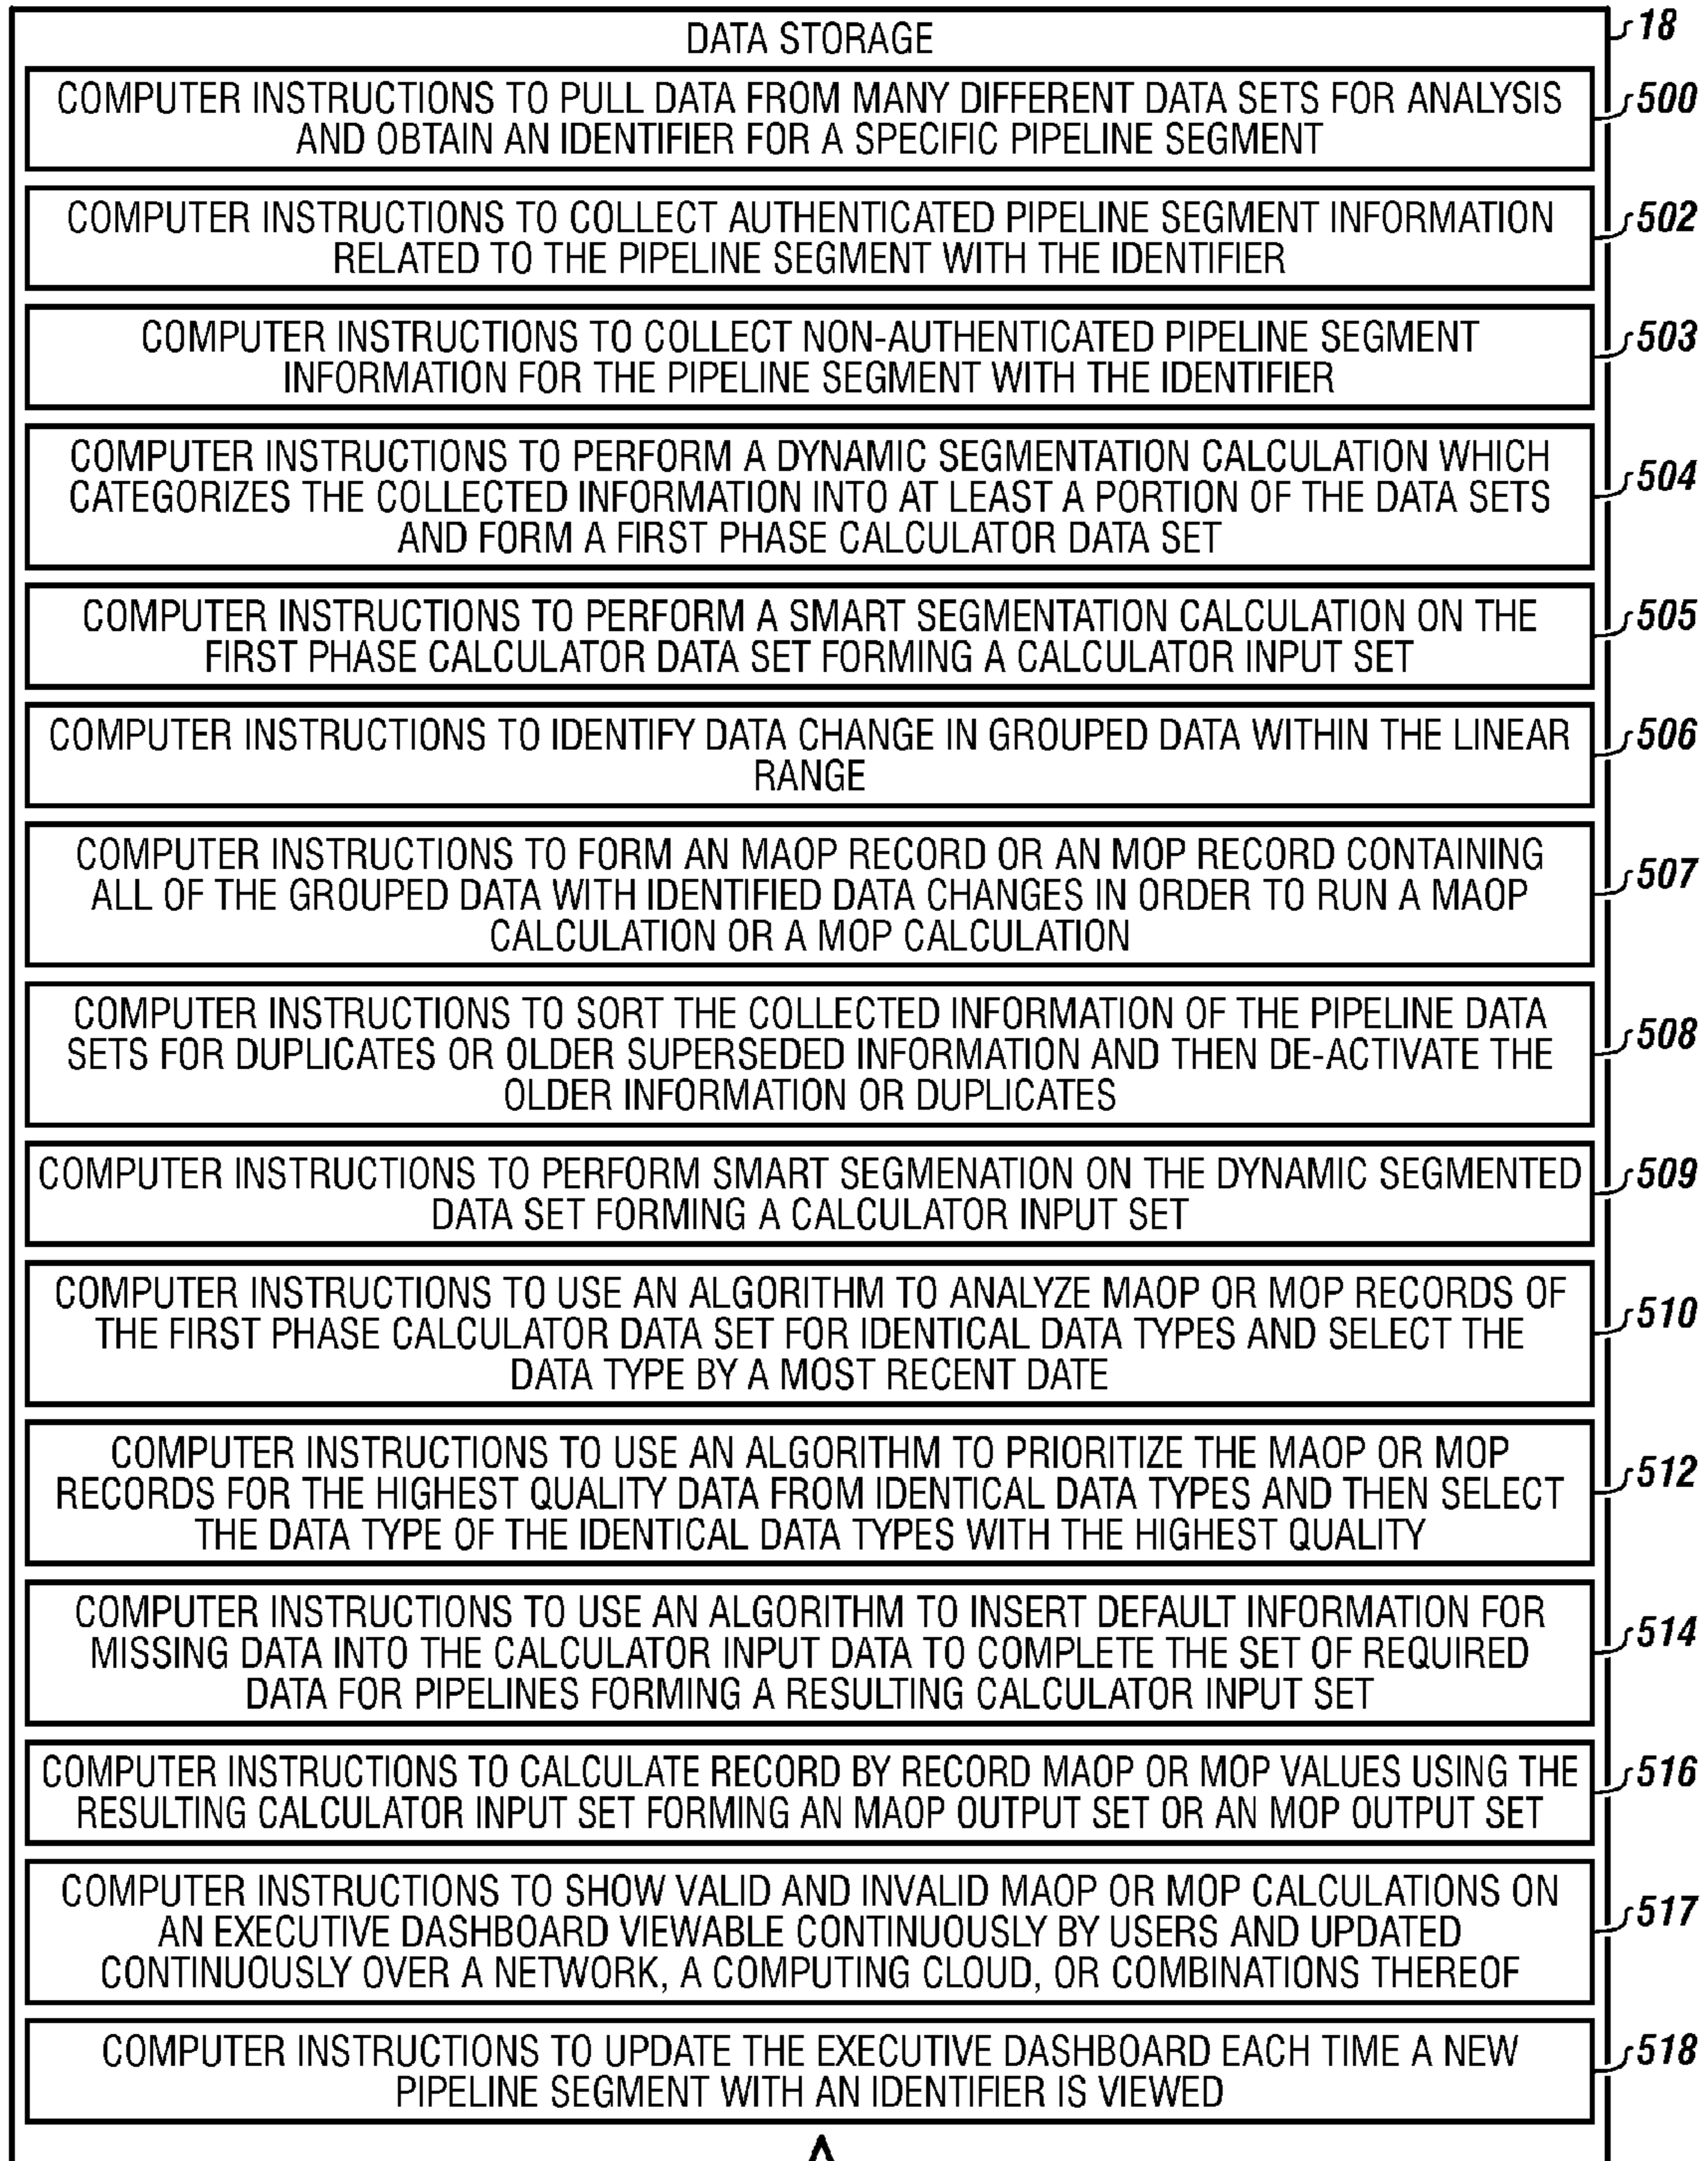 DATA STORAGE
18
COMPUTER INSTRUCTIONS TO PULL DATA FROM MANY DIFFERENT DATA SETS FOR ANALYSIS
AND OBTAIN AN IDENTIFIER FOR A SPECIFIC PIPELINE SEGMENT
500
COMPUTER INSTRUCTIONS TO COLLECT AUTHENTICATED PIPELINE SEGMENT INFORMATION
RELATED TO THE PIPELINE SEGMENT WITH THE IDENTIFIER
502
COMPUTER INSTRUCTIONS TO COLLECT NON-AUTHENTICATED PIPELINE SEGMENT
INFORMATION FOR THE PIPELINE SEGMENT WITH THE IDENTIFIER
503
COMPUTER INSTRUCTIONS TO PERFORM A DYNAMIC SEGMENTATION CALCULATION WHICH
CATEGORIZES THE COLLECTED INFORMATION INTO AT LEAST A PORTION OF THE DATA SETS
AND FORM A FIRST PHASE CALCULATOR DATA SET
504
COMPUTER INSTRUCTIONS TO PERFORM A SMART SEGMENTATION CALCULATION ON THE
FIRST PHASE CALCULATOR DATA SET FORMING A CALCULATOR INPUT SET
505
COMPUTER INSTRUCTIONS TO IDENTIFY DATA CHANGE IN GROUPED DATA WITHIN THE LINEAR
RANGE
506
COMPUTER INSTRUCTIONS TO FORM AN MAOP RECORD OR AN MOP RECORD CONTAINING
ALL OF THE GROUPED DATA WITH IDENTIFIED DATA CHANGES IN ORDER TO RUN A MAOP
CALCULATION OR A MOP CALCULATION
507
COMPUTER INSTRUCTIONS TO SORT THE COLLECTED INFORMATION OF THE PIPELINE DATA
SETS FOR DUPLICATES OR OLDER SUPERSEDED INFORMATION AND THEN DE-ACTIVATE THE
OLDER INFORMATION OR DUPLICATES
508
COMPUTER INSTRUCTIONS TO PERFORM SMART SEGMENATION ON THE DYNAMIC SEGMENTED
DATA SET FORMING A CALCULATOR INPUT SET
509
COMPUTER INSTRUCTIONS TO USE AN ALGORITHM TO ANALYZE MAOP OR MOP RECORDS OF
THE FIRST PHASE CALCULATOR DATA SET FOR IDENTICAL DATA TYPES AND SELECT THE
DATA TYPE BY A MOST RECENT DATE
510
COMPUTER INSTRUCTIONS TO USE AN ALGORITHM TO PRIORITIZE THE MAOP OR MOP
RECORDS FOR THE HIGHEST QUALITY DATA FROM IDENTICAL DATA TYPES AND THEN SELECT
THE DATA TYPE OF THE IDENTICAL DATA TYPES WITH THE HIGHEST QUALITY
512
COMPUTER INSTRUCTIONS TO USE AN ALGORITHM TO INSERT DEFAULT INFORMATION FOR
MISSING DATA INTO THE CALCULATOR INPUT DATA TO COMPLETE THE SET OF REQUIRED
DATA FOR PIPELINES FORMING A RESULTING CALCULATOR INPUT SET
514
COMPUTER INSTRUCTIONS TO CALCULATE RECORD BY RECORD MAOP OR MOP VALUES USING THE
RESULTING CALCULATOR INPUT SET FORMING AN MAOP OUTPUT SET OR AN MOP OUTPUT SET
516
COMPUTER INSTRUCTIONS TO SHOW VALID AND INVALID MAOP OR MOP CALCULATIONS ON
AN EXECUTIVE DASHBOARD VIEWABLE CONTINUOUSLY BY USERS AND UPDATED
CONTINUOUSLY OVER A NETWORK, A COMPUTING CLOUD, OR COMBINATIONS THEREOF
517
COMPUTER INSTRUCTIONS TO UPDATE THE EXECUTIVE DASHBOARD EACH TIME A NEW
PIPELINE SEGMENT WITH AN IDENTIFIER IS VIEWED
518